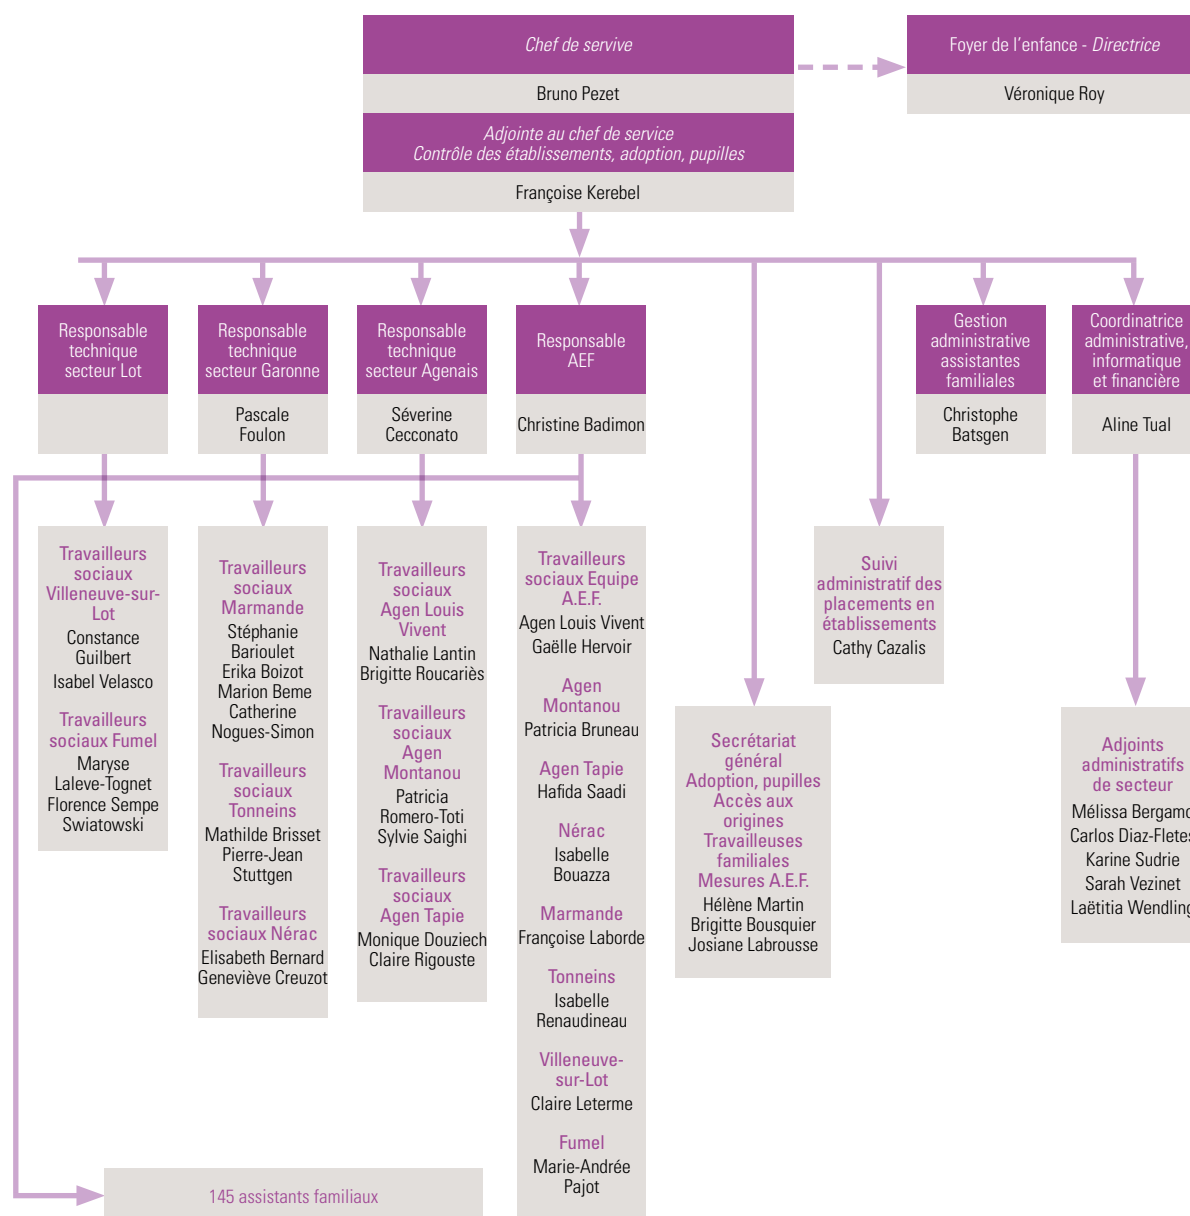 Chef de servive
Bruno Pezet
Adjointe au chef de service
Contrôle des établissements, adoption, pupilles
Françoise Kerebel
Foyer de l'enfance - Directrice
Véronique Roy
Responsable
technique
secteur Lot
Responsable
technique
secteur Garonne
Pascale
Foulon
Responsable
technique
secteur Agenais
Séverine
Cecconato
Responsable
AEF
Christine Badimon
Gestion
administrative
assistantes
familiales
Christophe
Batsgen
Coordinatrice
administrative,
informatique
et financière
Aline Tual
Travailleurs
sociaux
Villeneuve-sur-
Lot
Constance
Guilbert
Isabel Velasco
Travailleurs
sociaux Fumel
Maryse
Laleve-Tognet
Florence Sempe
Swiatowski
Travailleurs
sociaux
Marmande
Stéphanie
Barioulet
Erika Boizot
Marion Beme
Catherine
Nogues-Simon
Travailleurs
sociaux
Tonneins
Mathilde Brisset
Pierre-Jean
Stuttgen
Travailleurs
sociaux Nérac
Elisabeth Bernard
Geneviève Creuzot
Travailleurs
sociaux
Agen Louis
Vivent
Nathalie Lantin
Brigitte Roucariès
Travailleurs
sociaux
Agen
Montanou
Patricia
Romero-Toti
Sylvie Saighi
Travailleurs
sociaux
Agen Tapie
Monique Douziech
Claire Rigouste
Travailleurs
sociaux Equipe
A.E.F.
Agen Louis Vivent
Gaëlle Hervoir
Agen
Montanou
Patricia Bruneau
Agen Tapie
Hafida Saadi
Nérac
Isabelle
Bouazza
Marmande
Françoise Laborde
Tonneins
Isabelle
Renaudineau
Villeneuve-
sur-Lot
Claire Leterme
Fumel
Marie-Andrée
Pajot
Secrétariat
général
Adoption, pupilles
Accès aux
origines
Travailleuses
familiales
Mesures A.E.F.
Hélène Martin
Brigitte Bousquier
Josiane Labrousse
Suivi
administratif des
placements en
établissements
Cathy Cazalis
Adjoints
administratifs
de secteur
Mélissa Bergamo
Carlos Diaz-Fletes
Karine Sudrie
Sarah Vezinet
Laëtitia Wendling
145 assistants familiaux